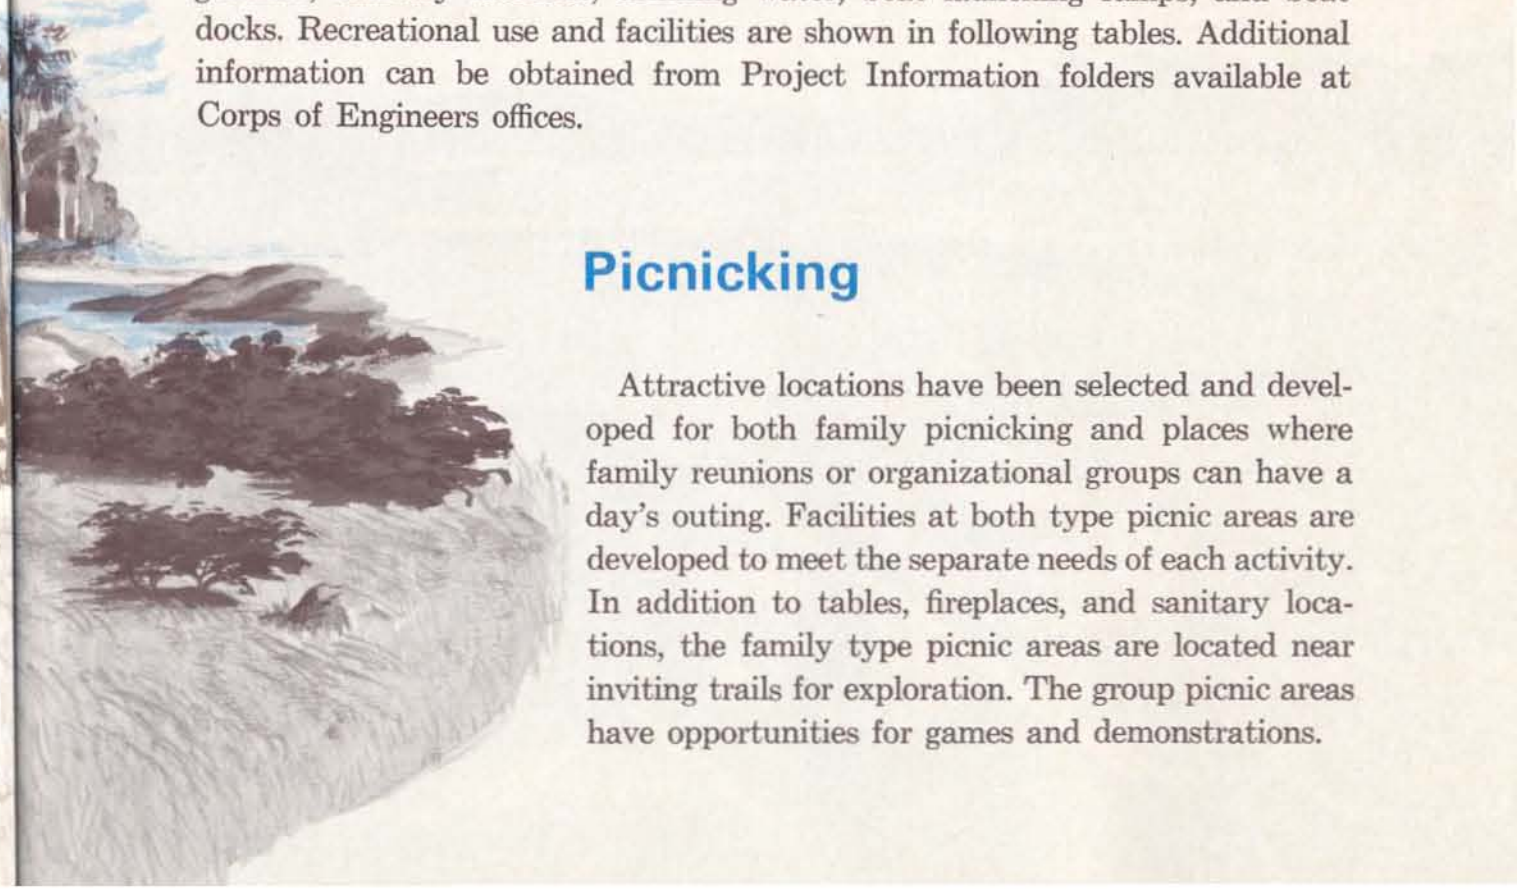 docks. Recreational use and facilities are shown in following tables. Additional
information can be obtained from Project Information folders available at
Corps of Engineers offices.
Picnicking
Attractive locations have been selected and devel-
oped for both family picnicking and places where
family reunions or organizational groups can have a
day's outing. Facilities at both type picnic areas are
developed to meet the separate needs of each activity.
In addition to tables, fireplaces, and sanitary loca-
tions, the family type picnic areas are located near
inviting trails for exploration. The group picnic areas
have opportunities for games and demonstrations.